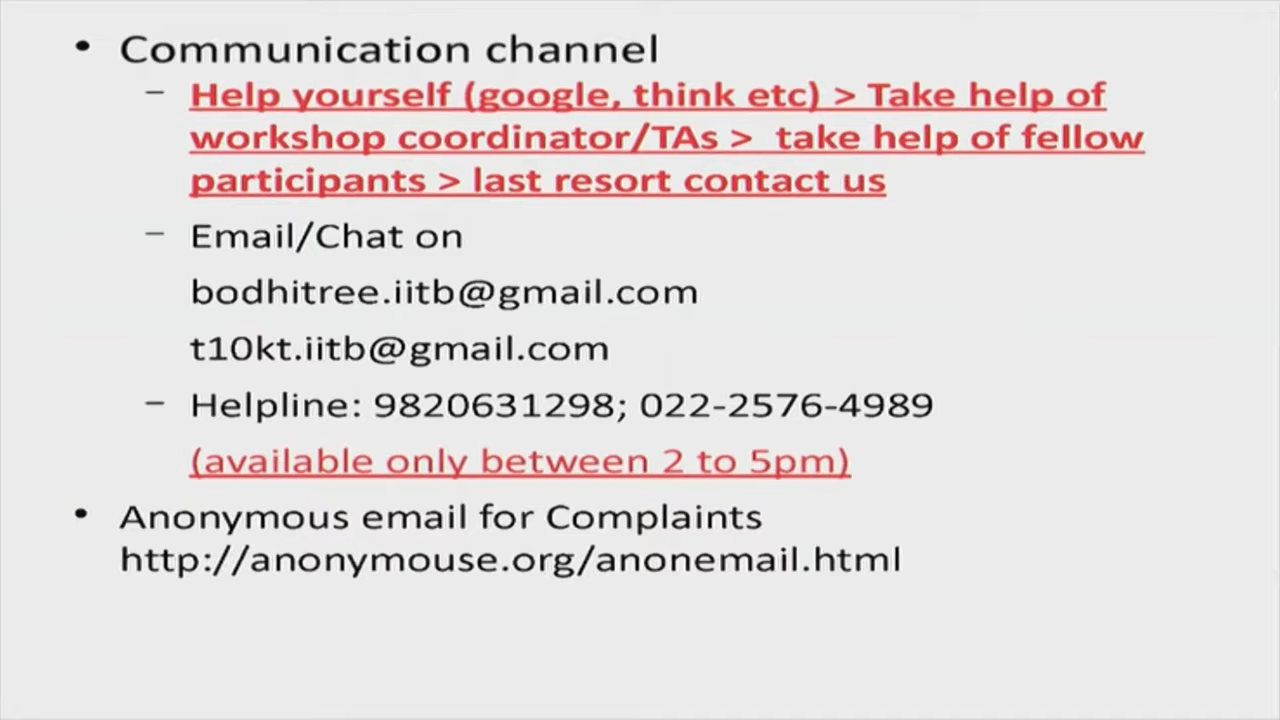 • Communication channel
– Help yourself (google, think etc) > Take help of
workshop coordinator/TAs > take help of fellow
participants > last resort contact us
– Email/Chat on
bodhitree.iitb@gmail.com
t10kt.iitb@gmail.com
– Helpline: 9820631298; 022-2576-4989
(available only between 2 to 5pm)
• Anonymous email for Complaints
http://anonymouse.org/anonemail.html